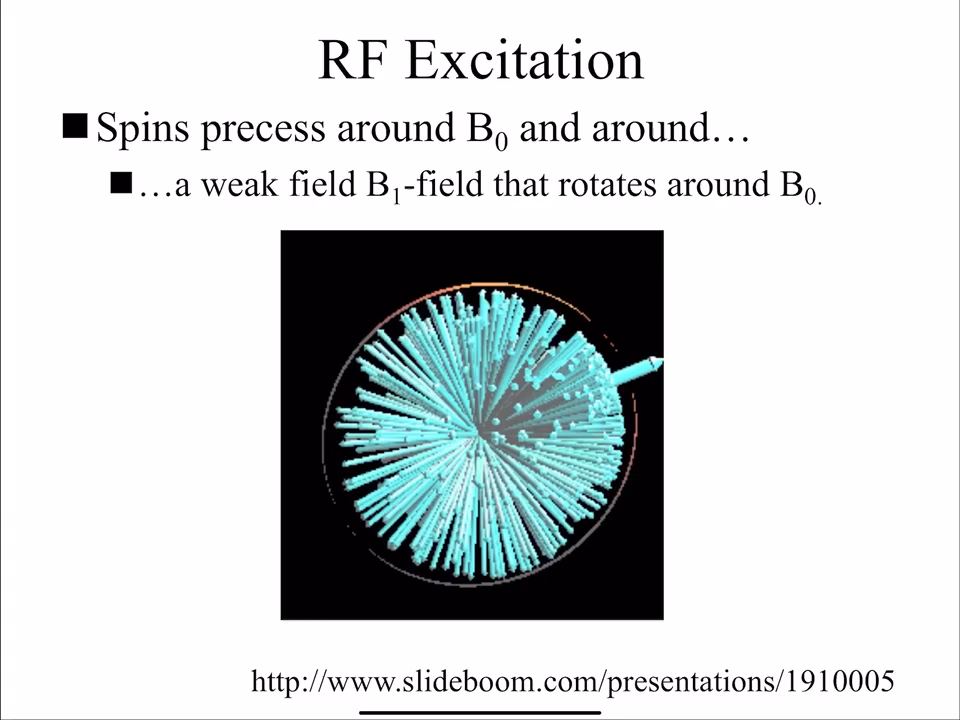 RF Excitation
Spins precess around B₀ and around…
…a weak field B₁-field that rotates around B₀.
http://www.slideboom.com/presentations/1910005